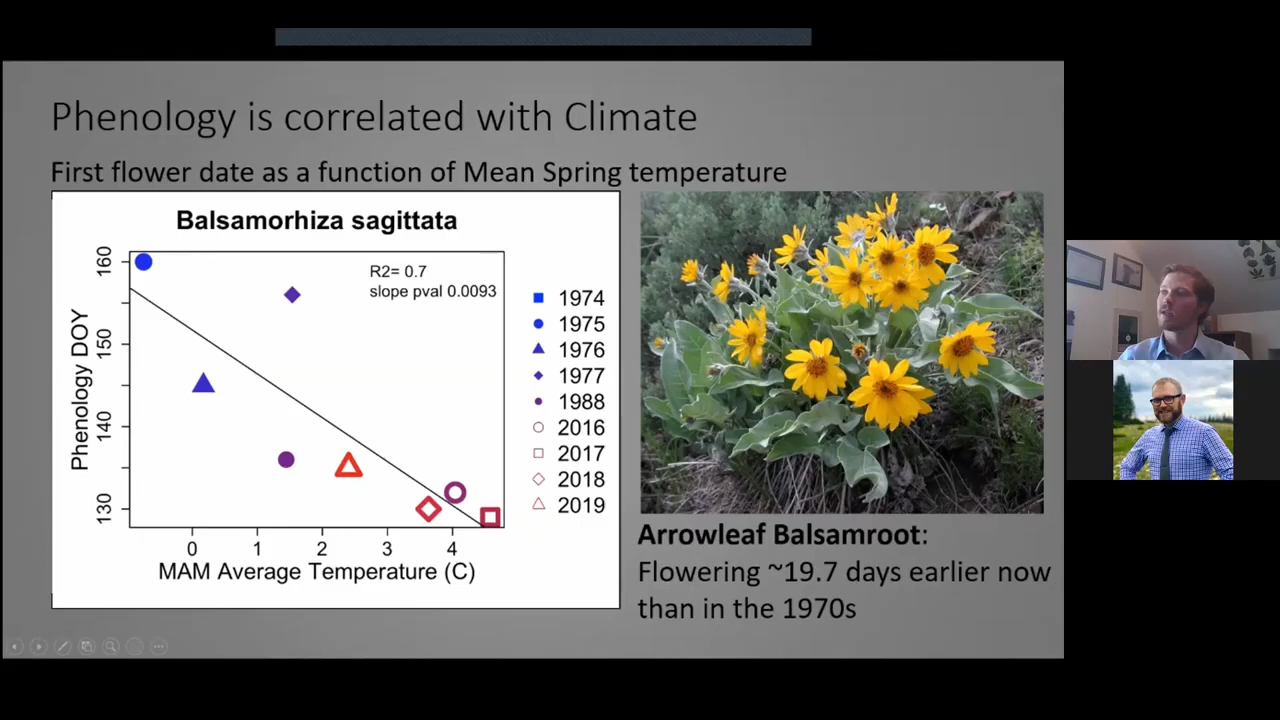 Phenology is correlated with Climate
First flower date as a function of Mean Spring temperature
Balsamorhiza sagittata
R2= 0.7
slope pval 0.0093
Phenology DOY
160
150
140
130
0 1 2 3 4
MAM Average Temperature (C)
1974
1975
1976
1977
1988
2016
2017
2018
2019
Arrowleaf Balsamroot:
Flowering ~19.7 days earlier now
than in the 1970s